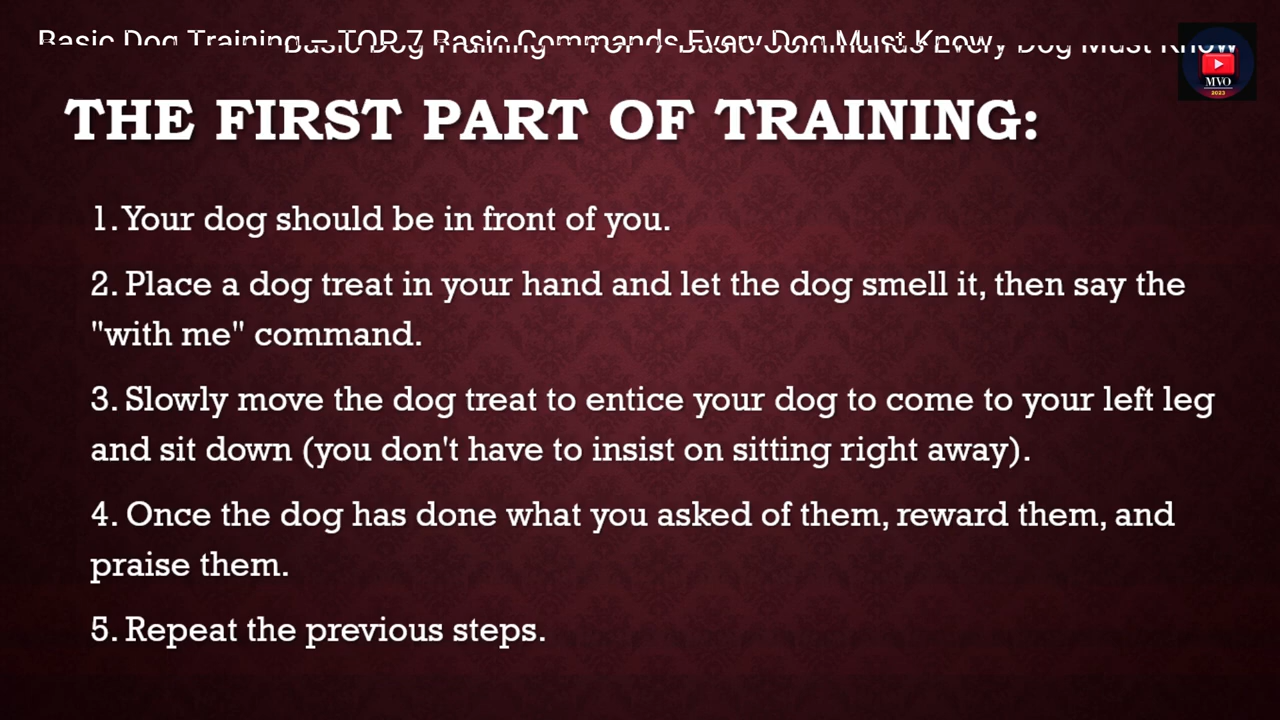 Basic Dog Training – TOP 7 Basic Commands Every Dog Must Know
THE FIRST PART OF TRAINING:
1. Your dog should be in front of you.
2. Place a dog treat in your hand and let the dog smell it, then say the
"with me" command.
3. Slowly move the dog treat to entice your dog to come to your left leg
and sit down (you don't have to insist on sitting right away).
4. Once the dog has done what you asked of them, reward them, and
praise them.
5. Repeat the previous steps.
MVO
2023